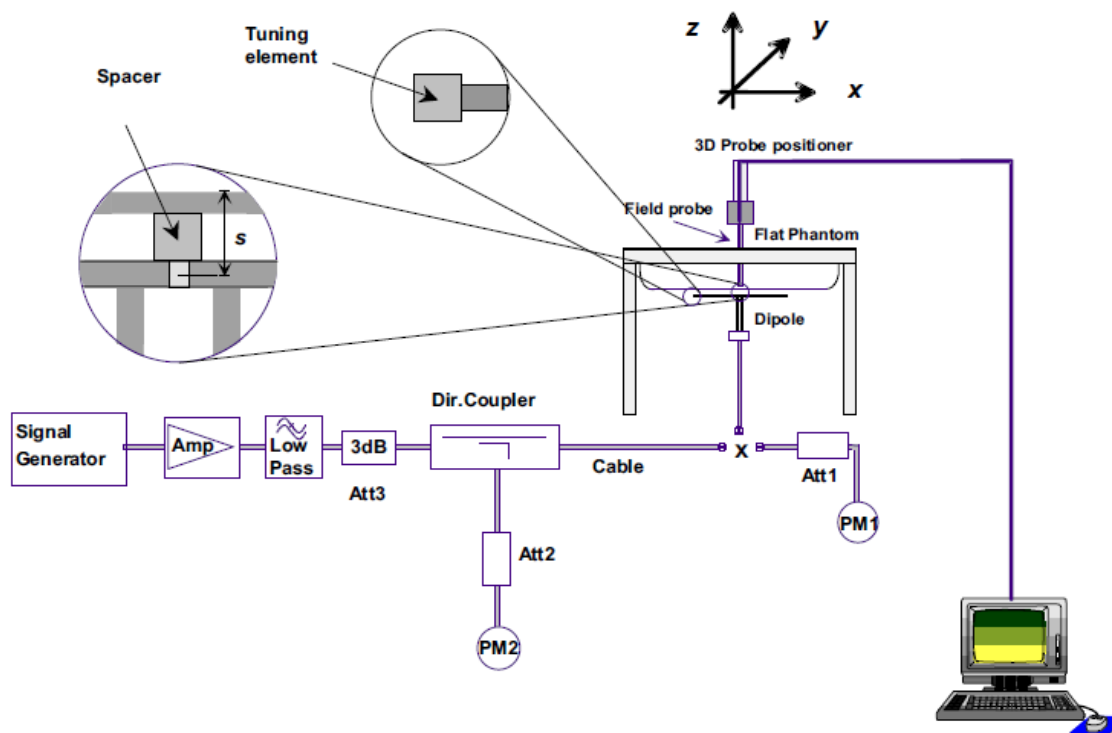 Tuning
element
Spacer
z
y
x
3D Probe positioner
Field probe
Flat Phantom
s
Dipole
Dir.Coupler
Signal
Generator
Amp
Low
Pass
3dB
Att3
Cable
X
Att1
PM1
Att2
PM2